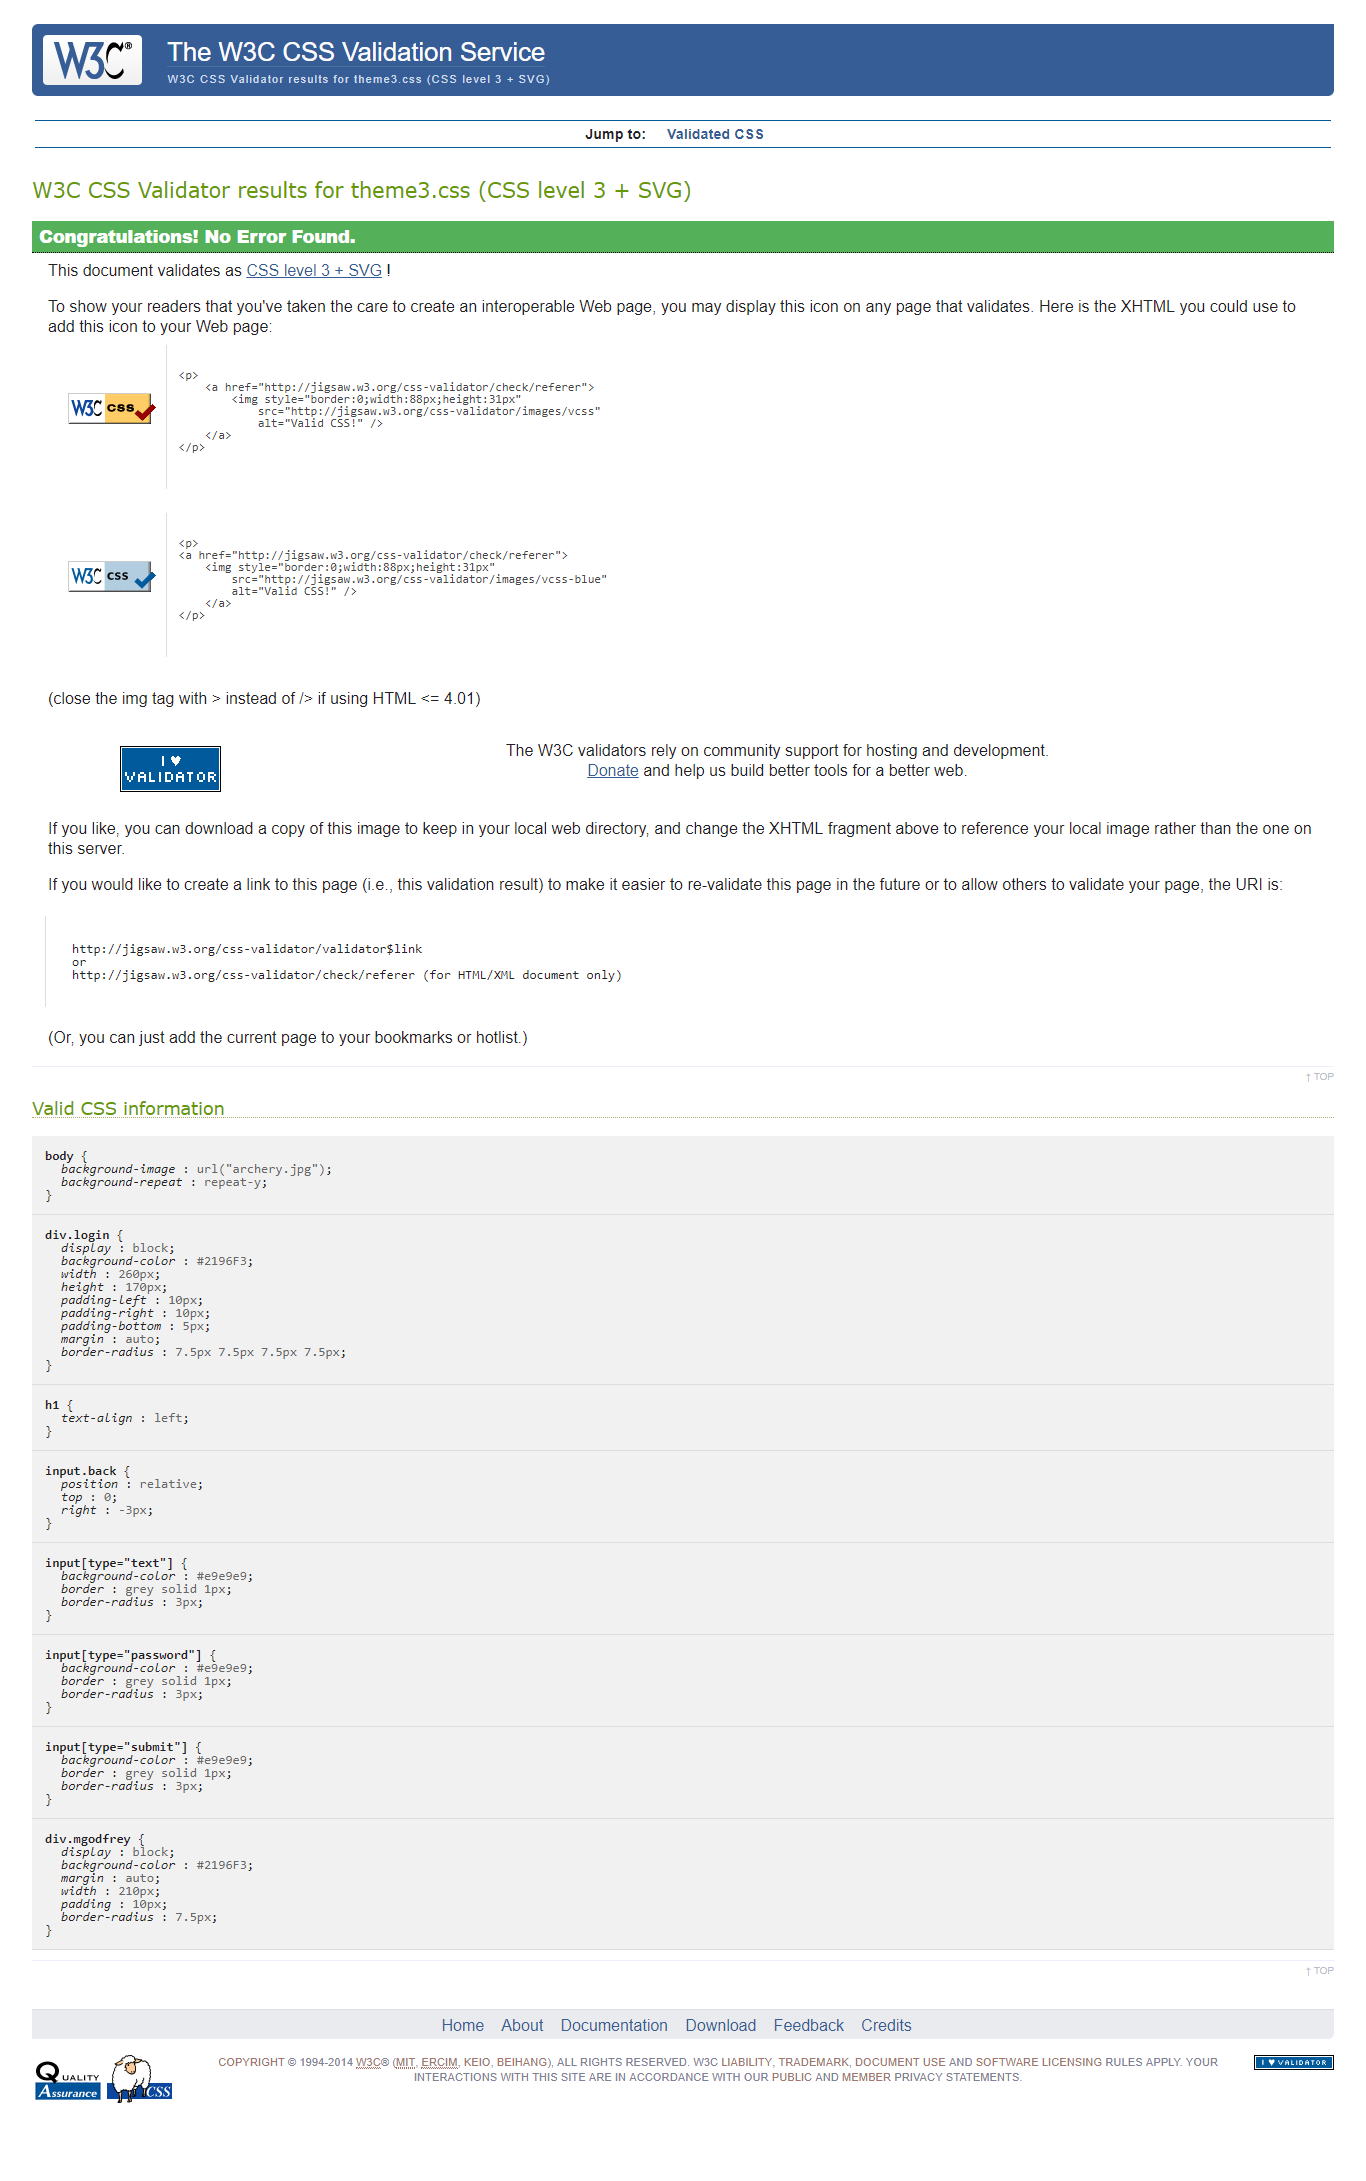 W3C®
The W3C CSS Validation Service
W3C CSS Validator results for theme3.css (CSS level 3 + SVG)
Jump to: Validated CSS
W3C CSS Validator results for theme3.css (CSS level 3 + SVG)
Congratulations! No Error Found.
This document validates as CSS level 3 + SVG !
To show your readers that you've taken the care to create an interoperable Web page, you may display this icon on any page that validates. Here is the XHTML you could use to
add this icon to your Web page:
W3C CSS
<p>
    <a href="http://jigsaw.w3.org/css-validator/check/referer">
        <img style="border:0;width:88px;height:31px"
            src="http://jigsaw.w3.org/css-validator/images/vcss"
            alt="Valid CSS!" />
    </a>
</p>
W3C CSS
<p>
<a href="http://jigsaw.w3.org/css-validator/check/referer">
    <img style="border:0;width:88px;height:31px"
        src="http://jigsaw.w3.org/css-validator/images/vcss-blue"
        alt="Valid CSS!" />
    </a>
</p>
(close the img tag with > instead of /> if using HTML <= 4.01)
I ♥
VALIDATOR
The W3C validators rely on community support for hosting and development.
Donate and help us build better tools for a better web.
If you like, you can download a copy of this image to keep in your local web directory, and change the XHTML fragment above to reference your local image rather than the one on
this server.
If you would like to create a link to this page (i.e., this validation result) to make it easier to re-validate this page in the future or to allow others to validate your page, the URI is:
http://jigsaw.w3.org/css-validator/validator$link
or
http://jigsaw.w3.org/css-validator/check/referer (for HTML/XML document only)
(Or, you can just add the current page to your bookmarks or hotlist.)
↑ TOP
Valid CSS information
body {
  background-image : url("archery.jpg");
  background-repeat : repeat-y;
}
div.login {
  display : block;
  background-color : #2196F3;
  width : 260px;
  height : 170px;
  padding-left : 10px;
  padding-right : 10px;
  padding-bottom : 5px;
  margin : auto;
  border-radius : 7.5px 7.5px 7.5px 7.5px;
}
h1 {
  text-align : left;
}
input.back {
  position : relative;
  top : 0;
  right : -3px;
}
input[type="text"] {
  background-color : #e9e9e9;
  border : grey solid 1px;
  border-radius : 3px;
}
input[type="password"] {
  background-color : #e9e9e9;
  border : grey solid 1px;
  border-radius : 3px;
}
input[type="submit"] {
  background-color : #e9e9e9;
  border : grey solid 1px;
  border-radius : 3px;
}
div.mgodfrey {
  display : block;
  background-color : #2196F3;
  margin : auto;
  width : 210px;
  padding : 10px;
  border-radius : 7.5px;
}
↑ TOP
Home About Documentation Download Feedback Credits
QUALITY
Assurance
CSS
COPYRIGHT © 1994-2014 W3C® (MIT, ERCIM, KEIO, BEIHANG), ALL RIGHTS RESERVED. W3C LIABILITY, TRADEMARK, DOCUMENT USE AND SOFTWARE LICENSING RULES APPLY. YOUR
INTERACTIONS WITH THIS SITE ARE IN ACCORDANCE WITH OUR PUBLIC AND MEMBER PRIVACY STATEMENTS.
I ♥ VALIDATOR